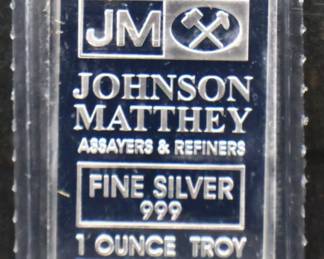 JM
JOHNSON
MATTHEY
ASSAYERS & REFINERS
FINE SILVER
999
1 OUNCE TROY